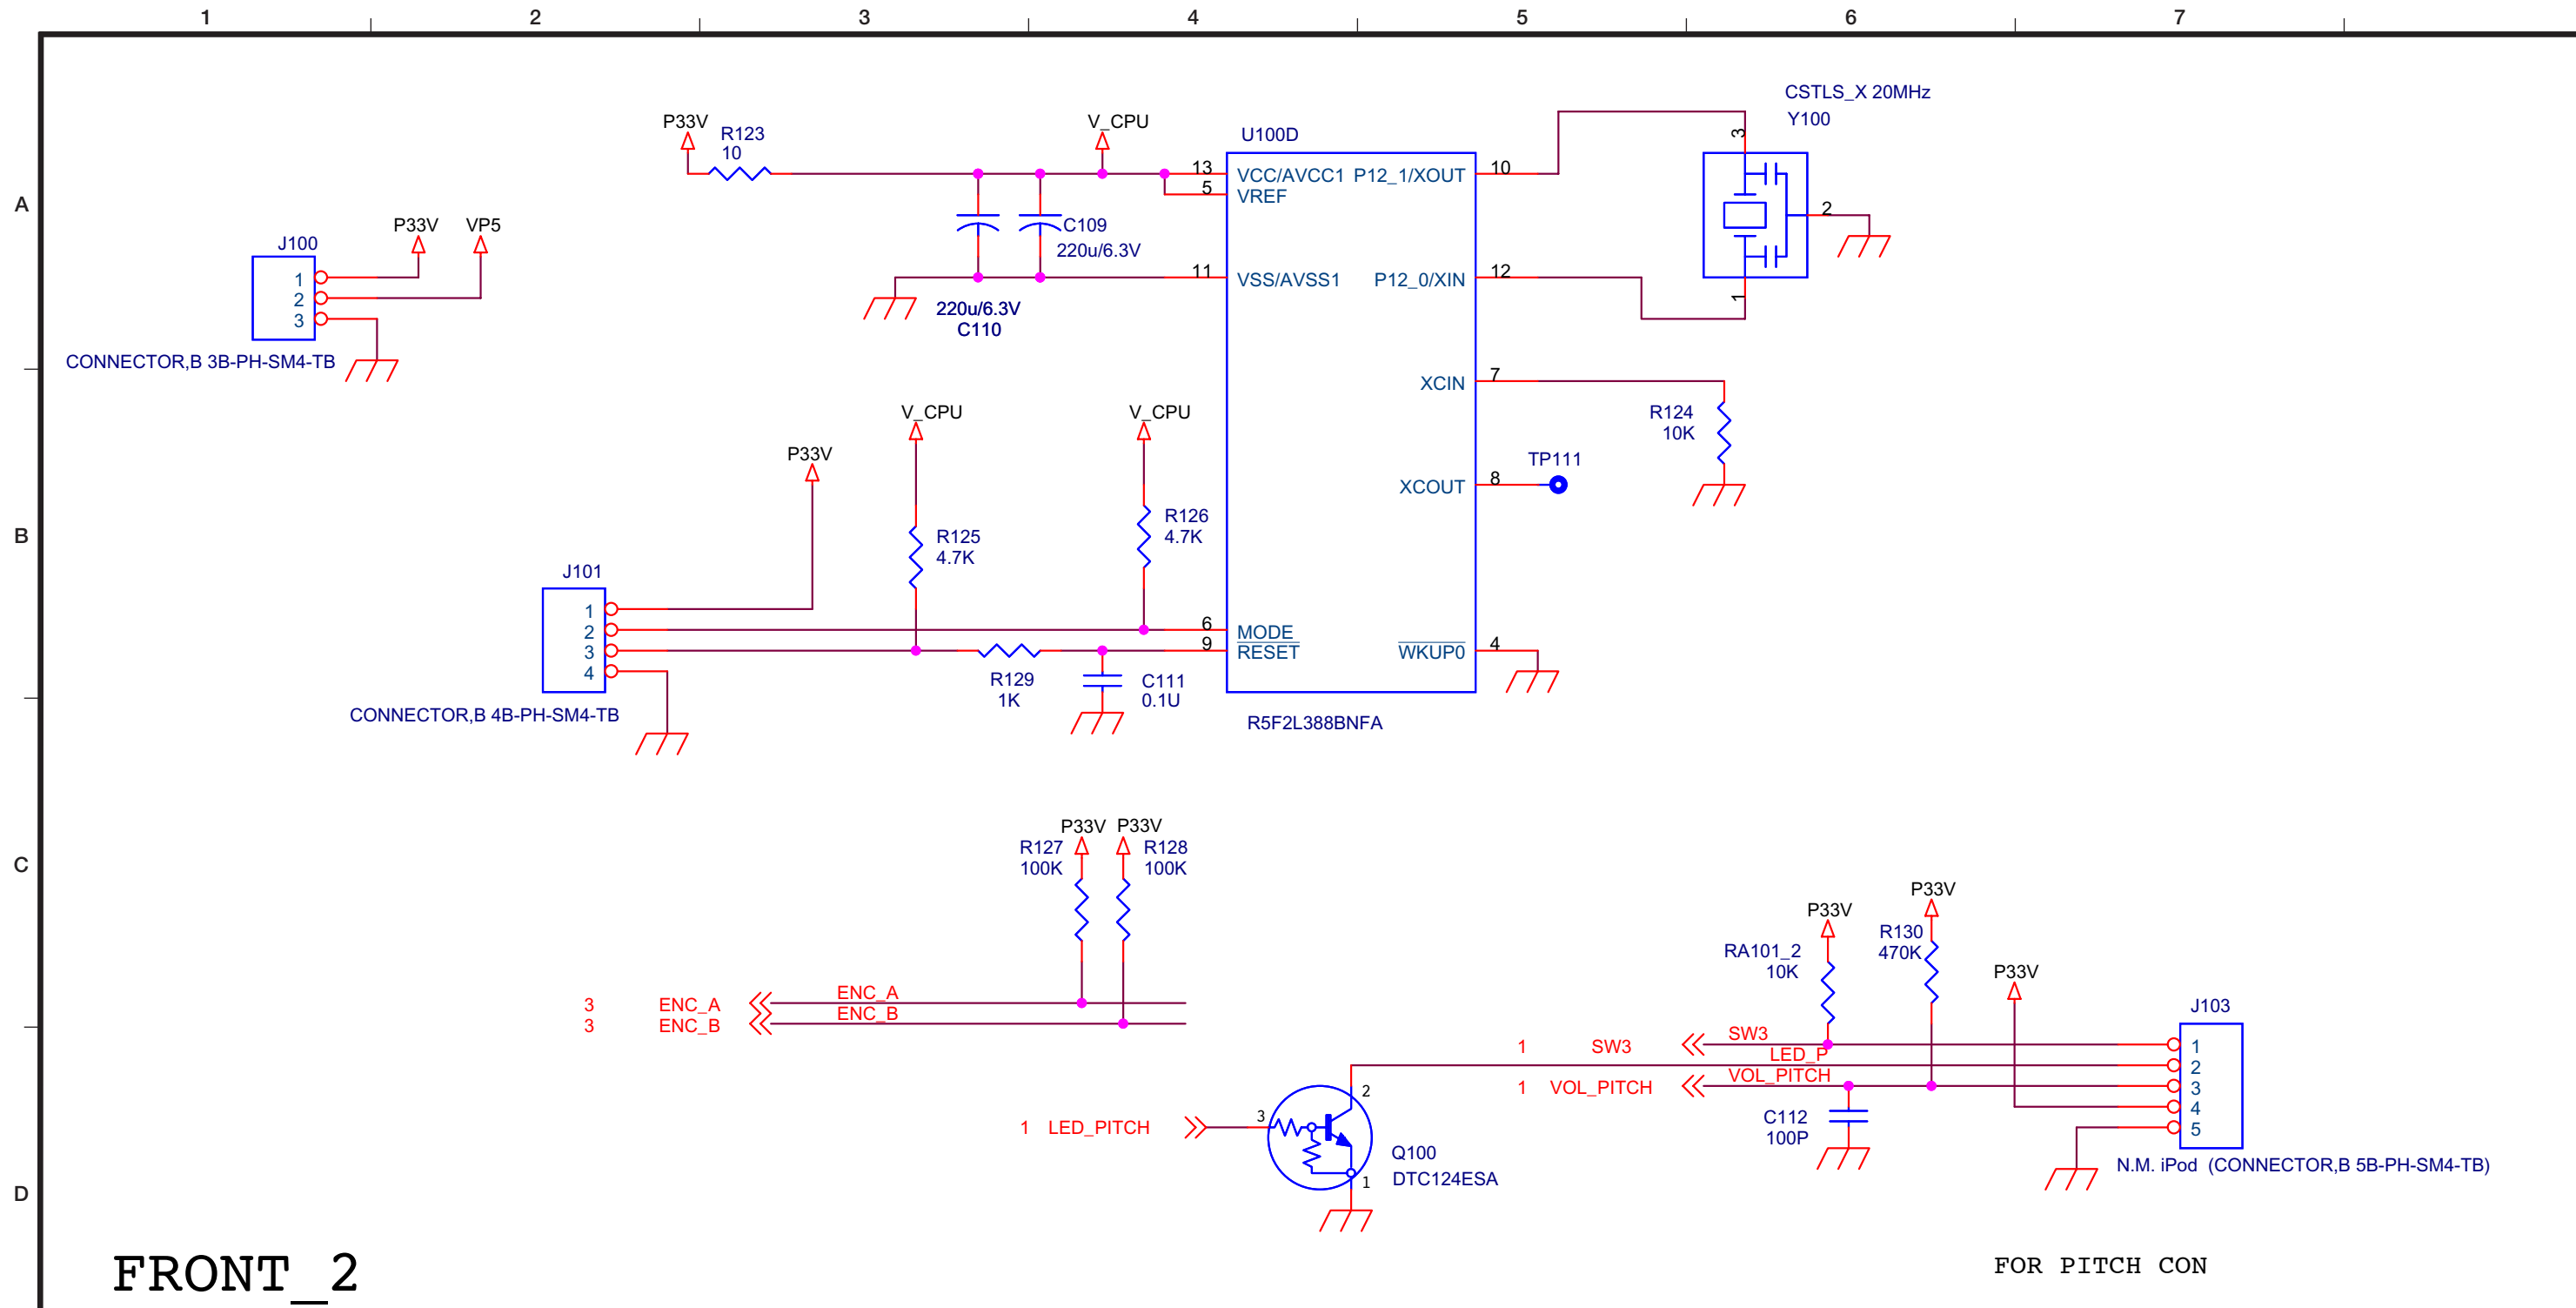 1 2 3 4 5 6 7
A
B
C
D
CSTLS_X 20MHz
Y100
3
2
1
P33V
R123
10
V_CPU
U100D
13 VCC/AVCC1 P12_1/XOUT 10
5 VREF
C109
220u/6.3V
11 VSS/AVSS1 P12_0/XIN 12
220u/6.3V
C110
P33V VP5
J100
1
2
3
CONNECTOR,B 3B-PH-SM4-TB
XCIN 7
R124
10K
V_CPU
V_CPU
P33V
TP111
XCOUT 8
R125
4.7K
R126
4.7K
J101
1
2
3
4
CONNECTOR,B 4B-PH-SM4-TB
6 MODE
9 RESET
WKUP0 4
R129
1K
C111
0.1U
R5F2L388BNFA
P33V P33V
R127
100K
R128
100K
3 ENC_A ENC_A
3 ENC_B ENC_B
P33V
P33V
RA101_2
10K
R130
470K
P33V
J103
1 SW3 SW3
LED_P
1 VOL_PITCH VOL_PITCH
1
2
3
4
5
C112
100P
1 LED_PITCH
3
2
1
Q100
DTC124ESA
N.M. iPod (CONNECTOR,B 5B-PH-SM4-TB)
FRONT_2
FOR PITCH CON